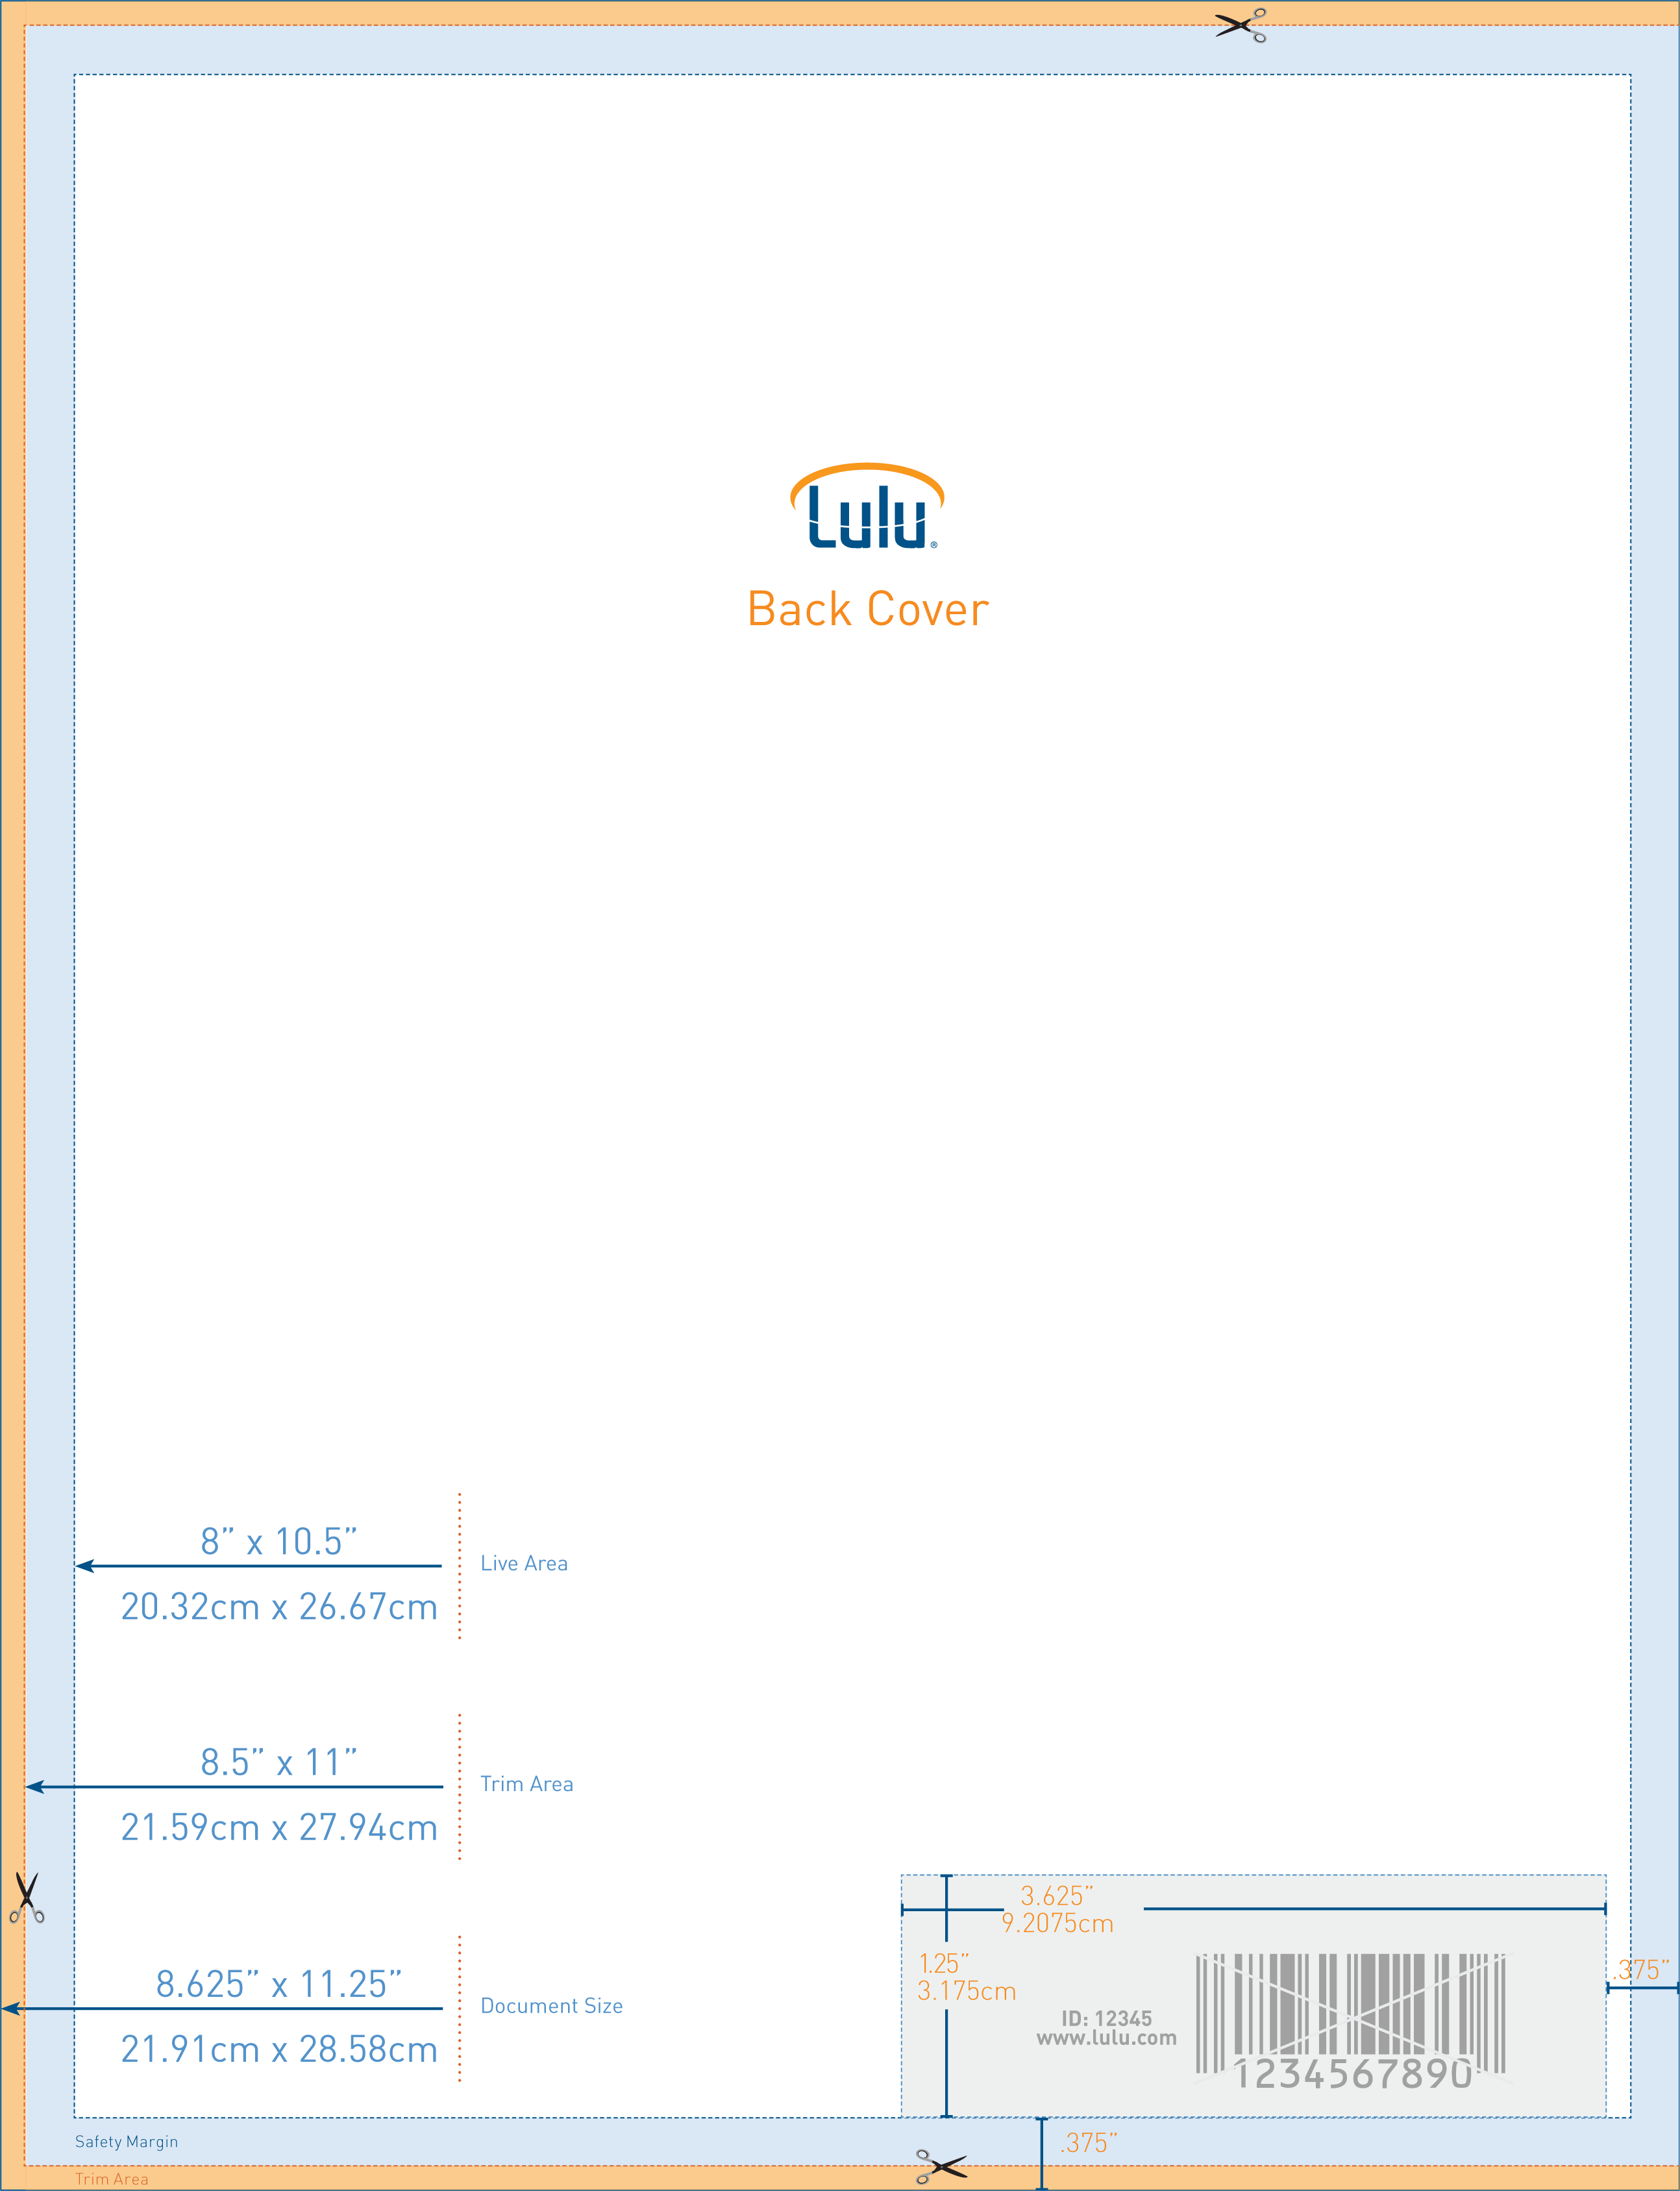 Lulu®
Back Cover
8” x 10.5”
Live Area
20.32cm x 26.67cm
8.5” x 11”
Trim Area
21.59cm x 27.94cm
8.625” x 11.25”
Document Size
21.91cm x 28.58cm
3.625”
9.2075cm
1.25”
3.175cm
.375”
ID: 12345
www.lulu.com
1234567890
Safety Margin
.375”
Trim Area